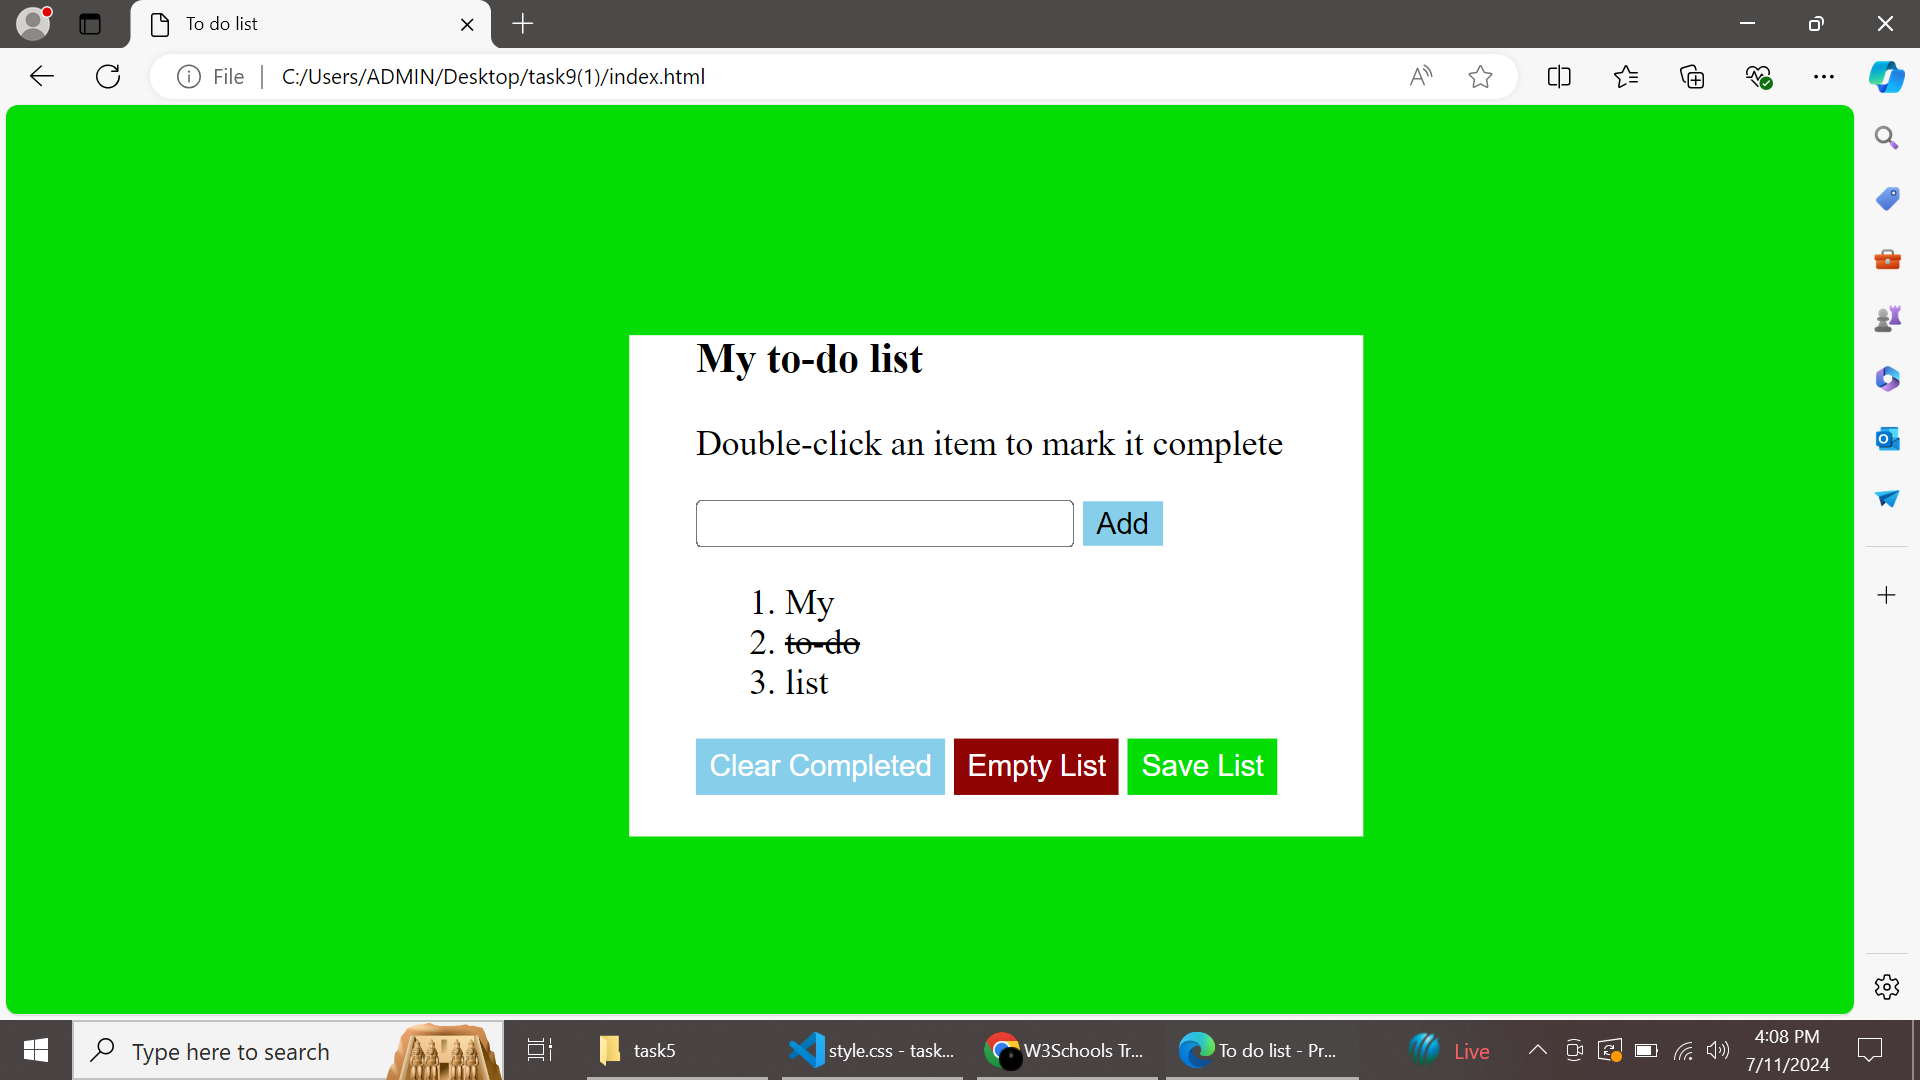 To do list
File
C:/Users/ADMIN/Desktop/task9(1)/index.html
My to-do list
Double-click an item to mark it complete
Add
1. My
2. to-do
3. list
Clear Completed Empty List Save List
Type here to search
task5
style.css - task...
W3Schools Tr...
To do list - Pr...
Live
4:08 PM
7/11/2024